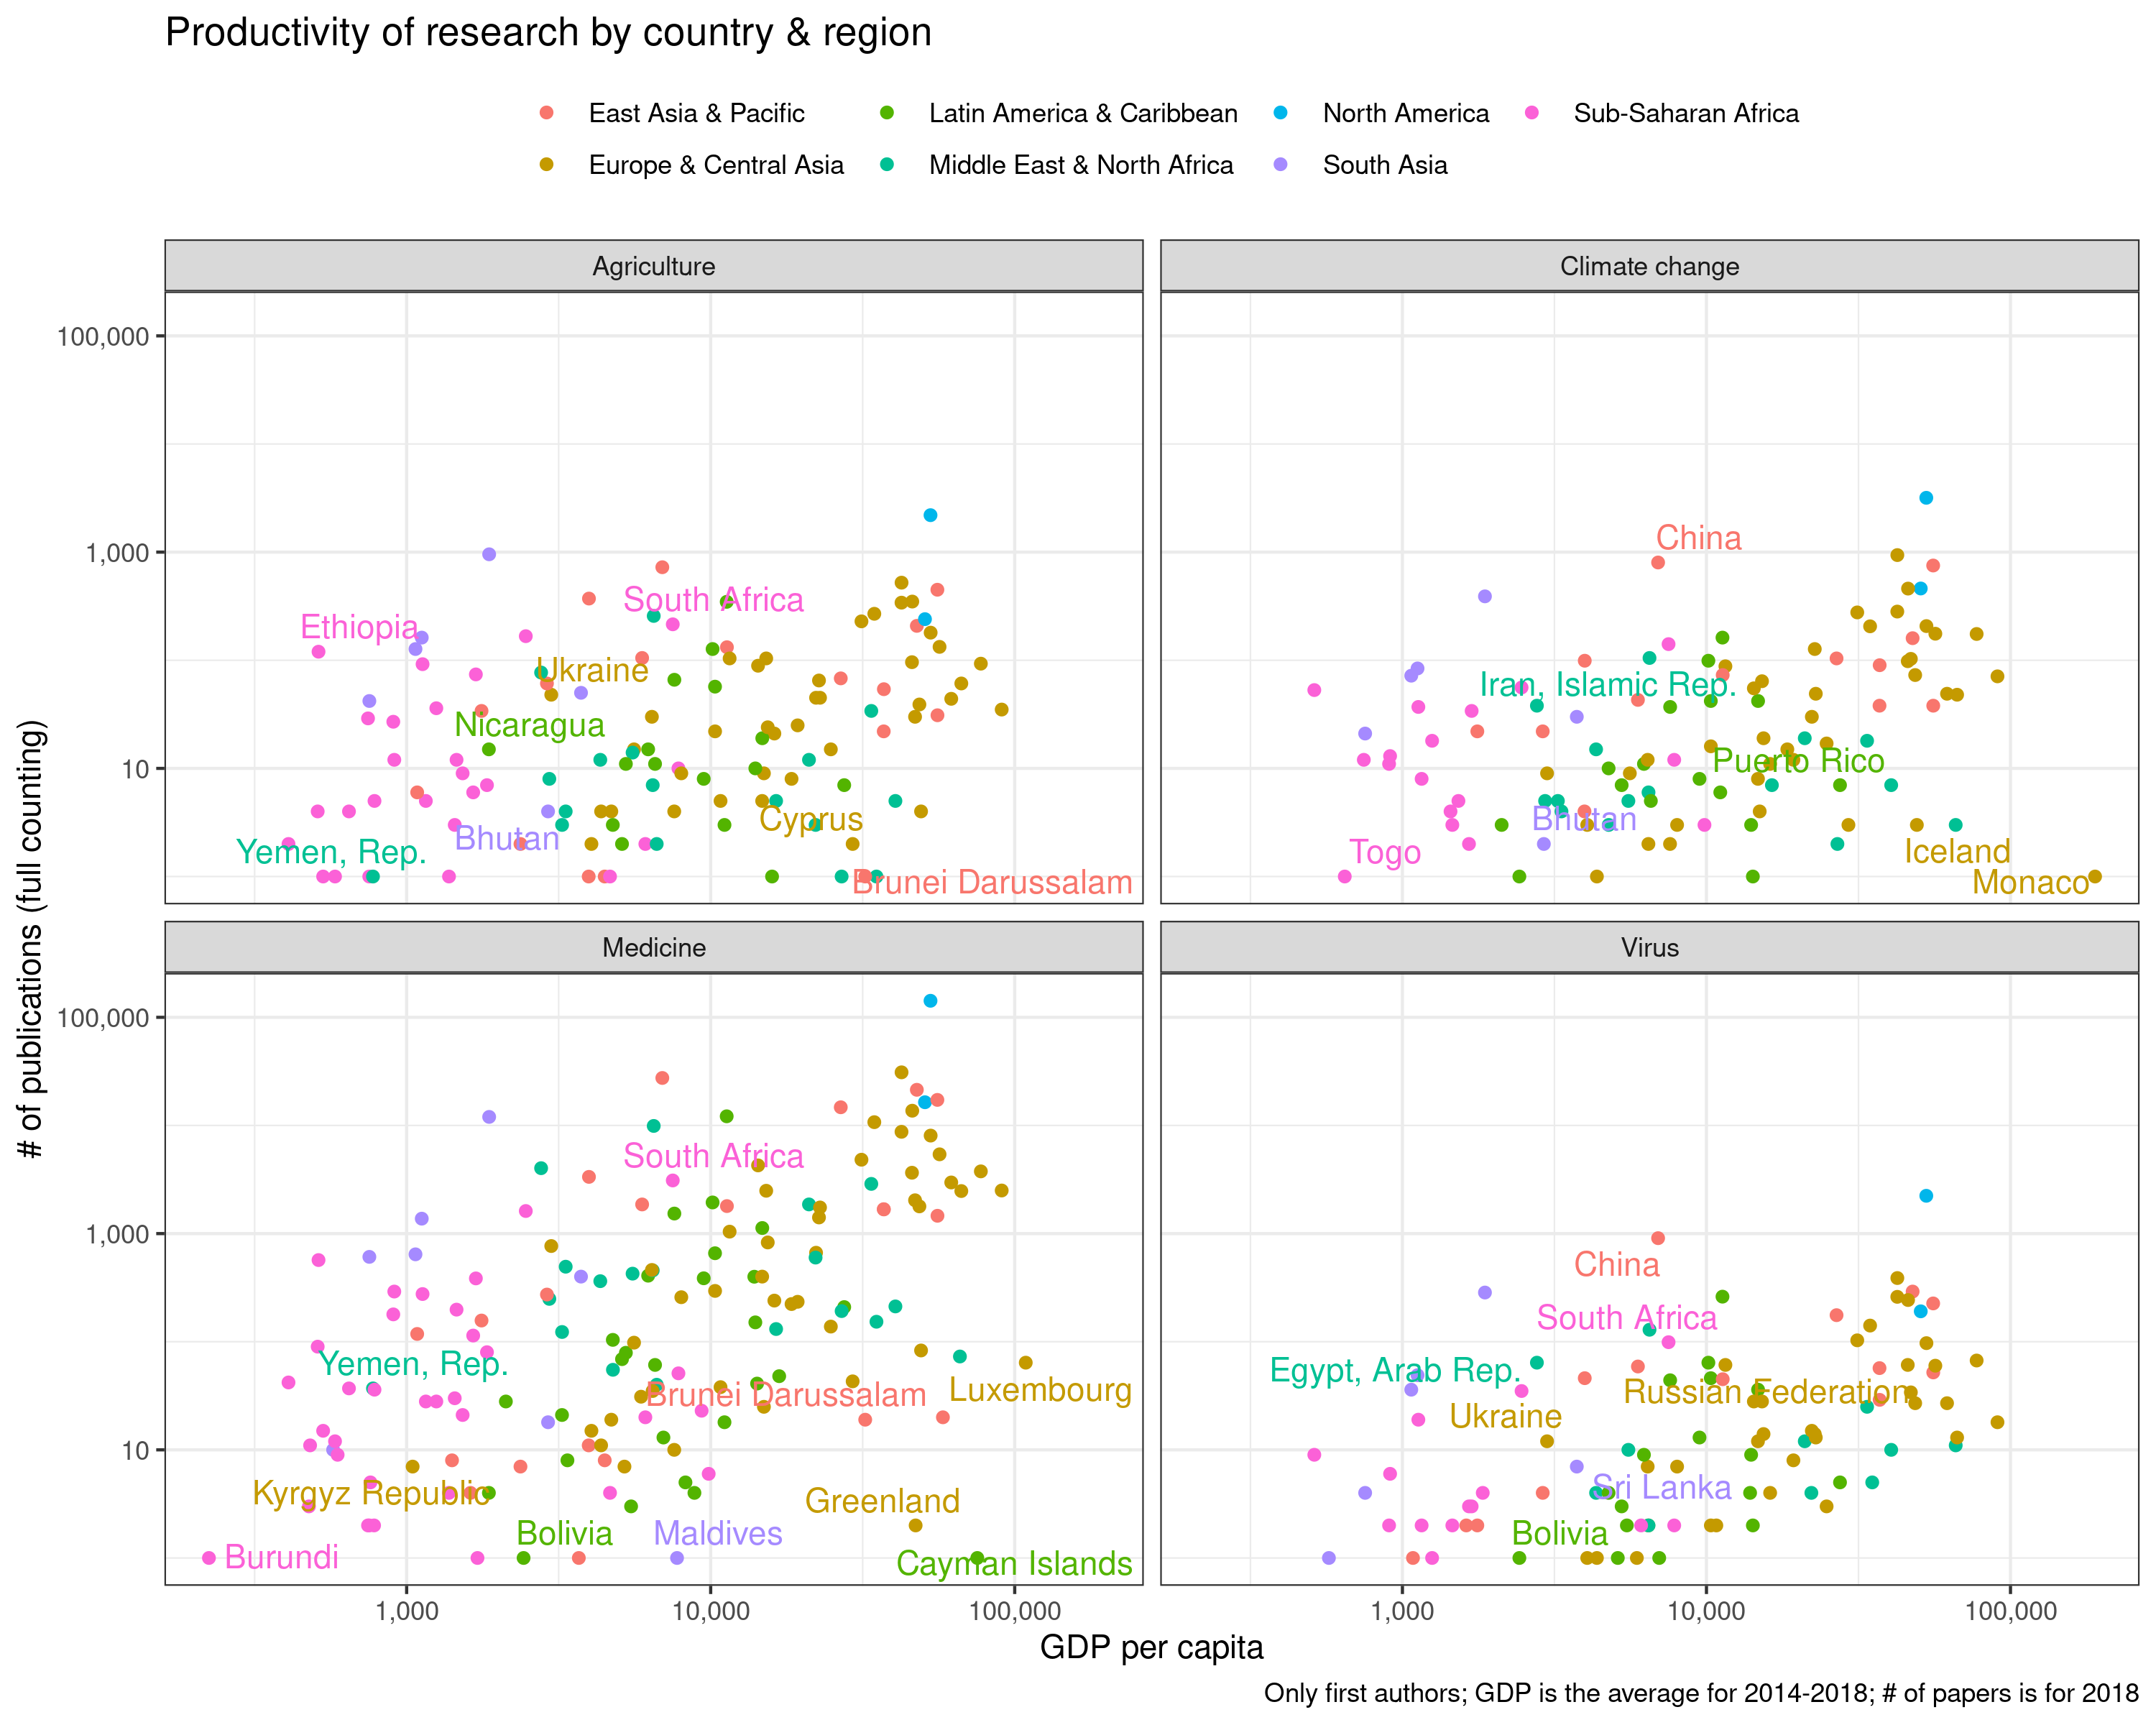 Productivity of research by country & region
East Asia & Pacific
Latin America & Caribbean
North America
Sub-Saharan Africa
Europe & Central Asia
Middle East & North Africa
South Asia
Agriculture
Climate change
100,000
1,000
10
China
South Africa
Ethiopia
Ukraine
Iran, Islamic Rep.
Nicaragua
Puerto Rico
Cyprus
Bhutan
Bhutan
Yemen, Rep.
Togo
Iceland
Brunei Darussalam
Monaco
# of publications (full counting)
Medicine
Virus
100,000
1,000
10
South Africa
China
South Africa
Yemen, Rep.
Egypt, Arab Rep.
Brunei Darussalam
Luxembourg
Russian Federation
Ukraine
Kyrgyz Republic
Greenland
Sri Lanka
Bolivia
Maldives
Bolivia
Burundi
Cayman Islands
1,000
10,000
100,000
1,000
10,000
100,000
GDP per capita
Only first authors; GDP is the average for 2014-2018; # of papers is for 2018